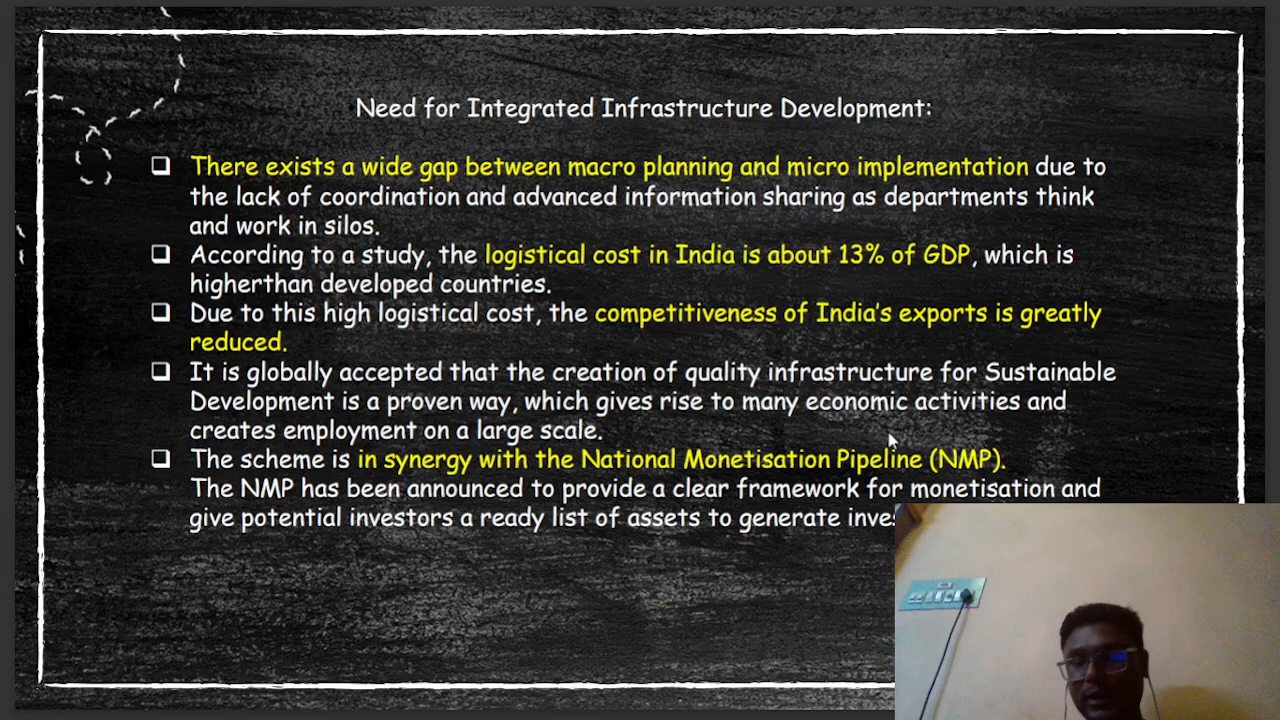 Need for Integrated Infrastructure Development:
There exists a wide gap between macro planning and micro implementation due to
the lack of coordination and advanced information sharing as departments think
and work in silos.
According to a study, the logistical cost in India is about 13% of GDP, which is
higherthan developed countries.
Due to this high logistical cost, the competitiveness of India's exports is greatly
reduced.
It is globally accepted that the creation of quality infrastructure for Sustainable
Development is a proven way, which gives rise to many economic activities and
creates employment on a large scale.
The scheme is in synergy with the National Monetisation Pipeline (NMP).
The NMP has been announced to provide a clear framework for monetisation and
give potential investors a ready list of assets to generate